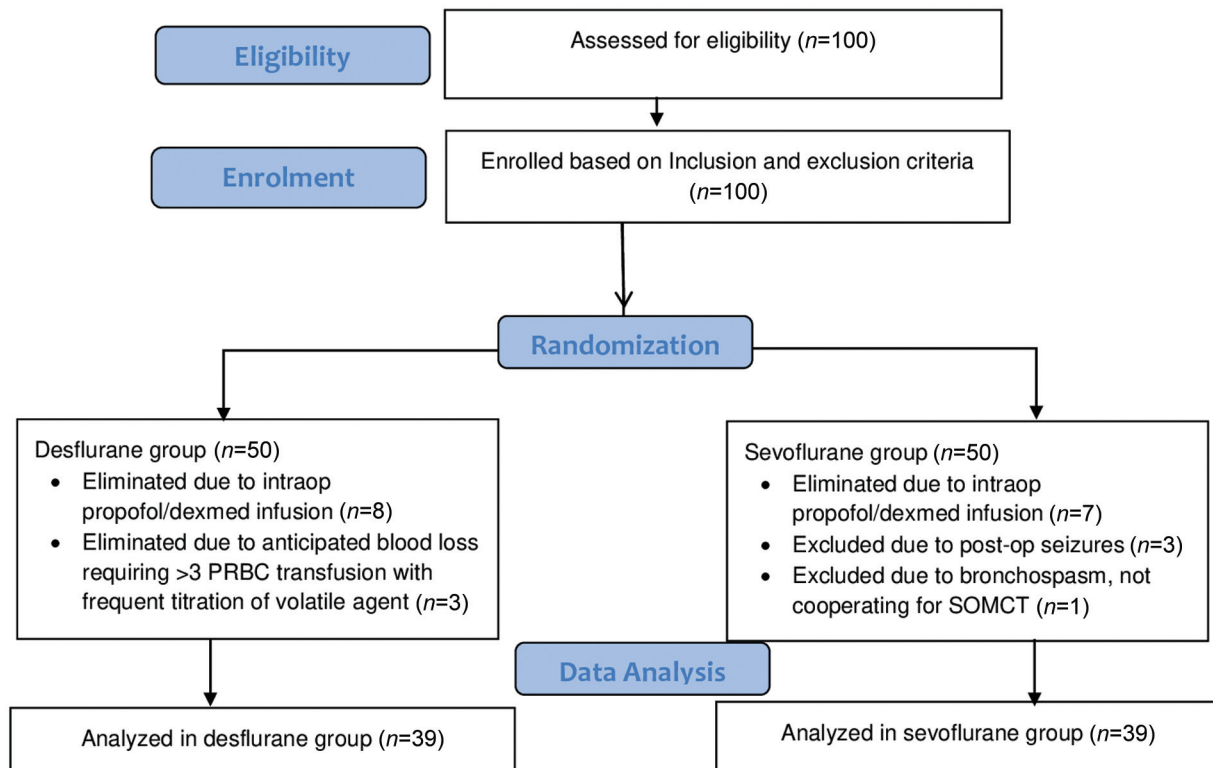 Eligibility
Assessed for eligibility (n=100)
Enrolment
Enrolled based on Inclusion and exclusion criteria
(n=100)
Randomization
Desflurane group (n=50)
• Eliminated due to intraop
propofol/dexmed infusion (n=8)
• Eliminated due to anticipated blood loss
requiring >3 PRBC transfusion with
frequent titration of volatile agent (n=3)
Sevoflurane group (n=50)
• Eliminated due to intraop
propofol/dexmed infusion (n=7)
• Excluded due to post-op seizures (n=3)
• Excluded due to bronchospasm, not
cooperating for SOMCT (n=1)
Data Analysis
Analyzed in desflurane group (n=39)
Analyzed in sevoflurane group (n=39)